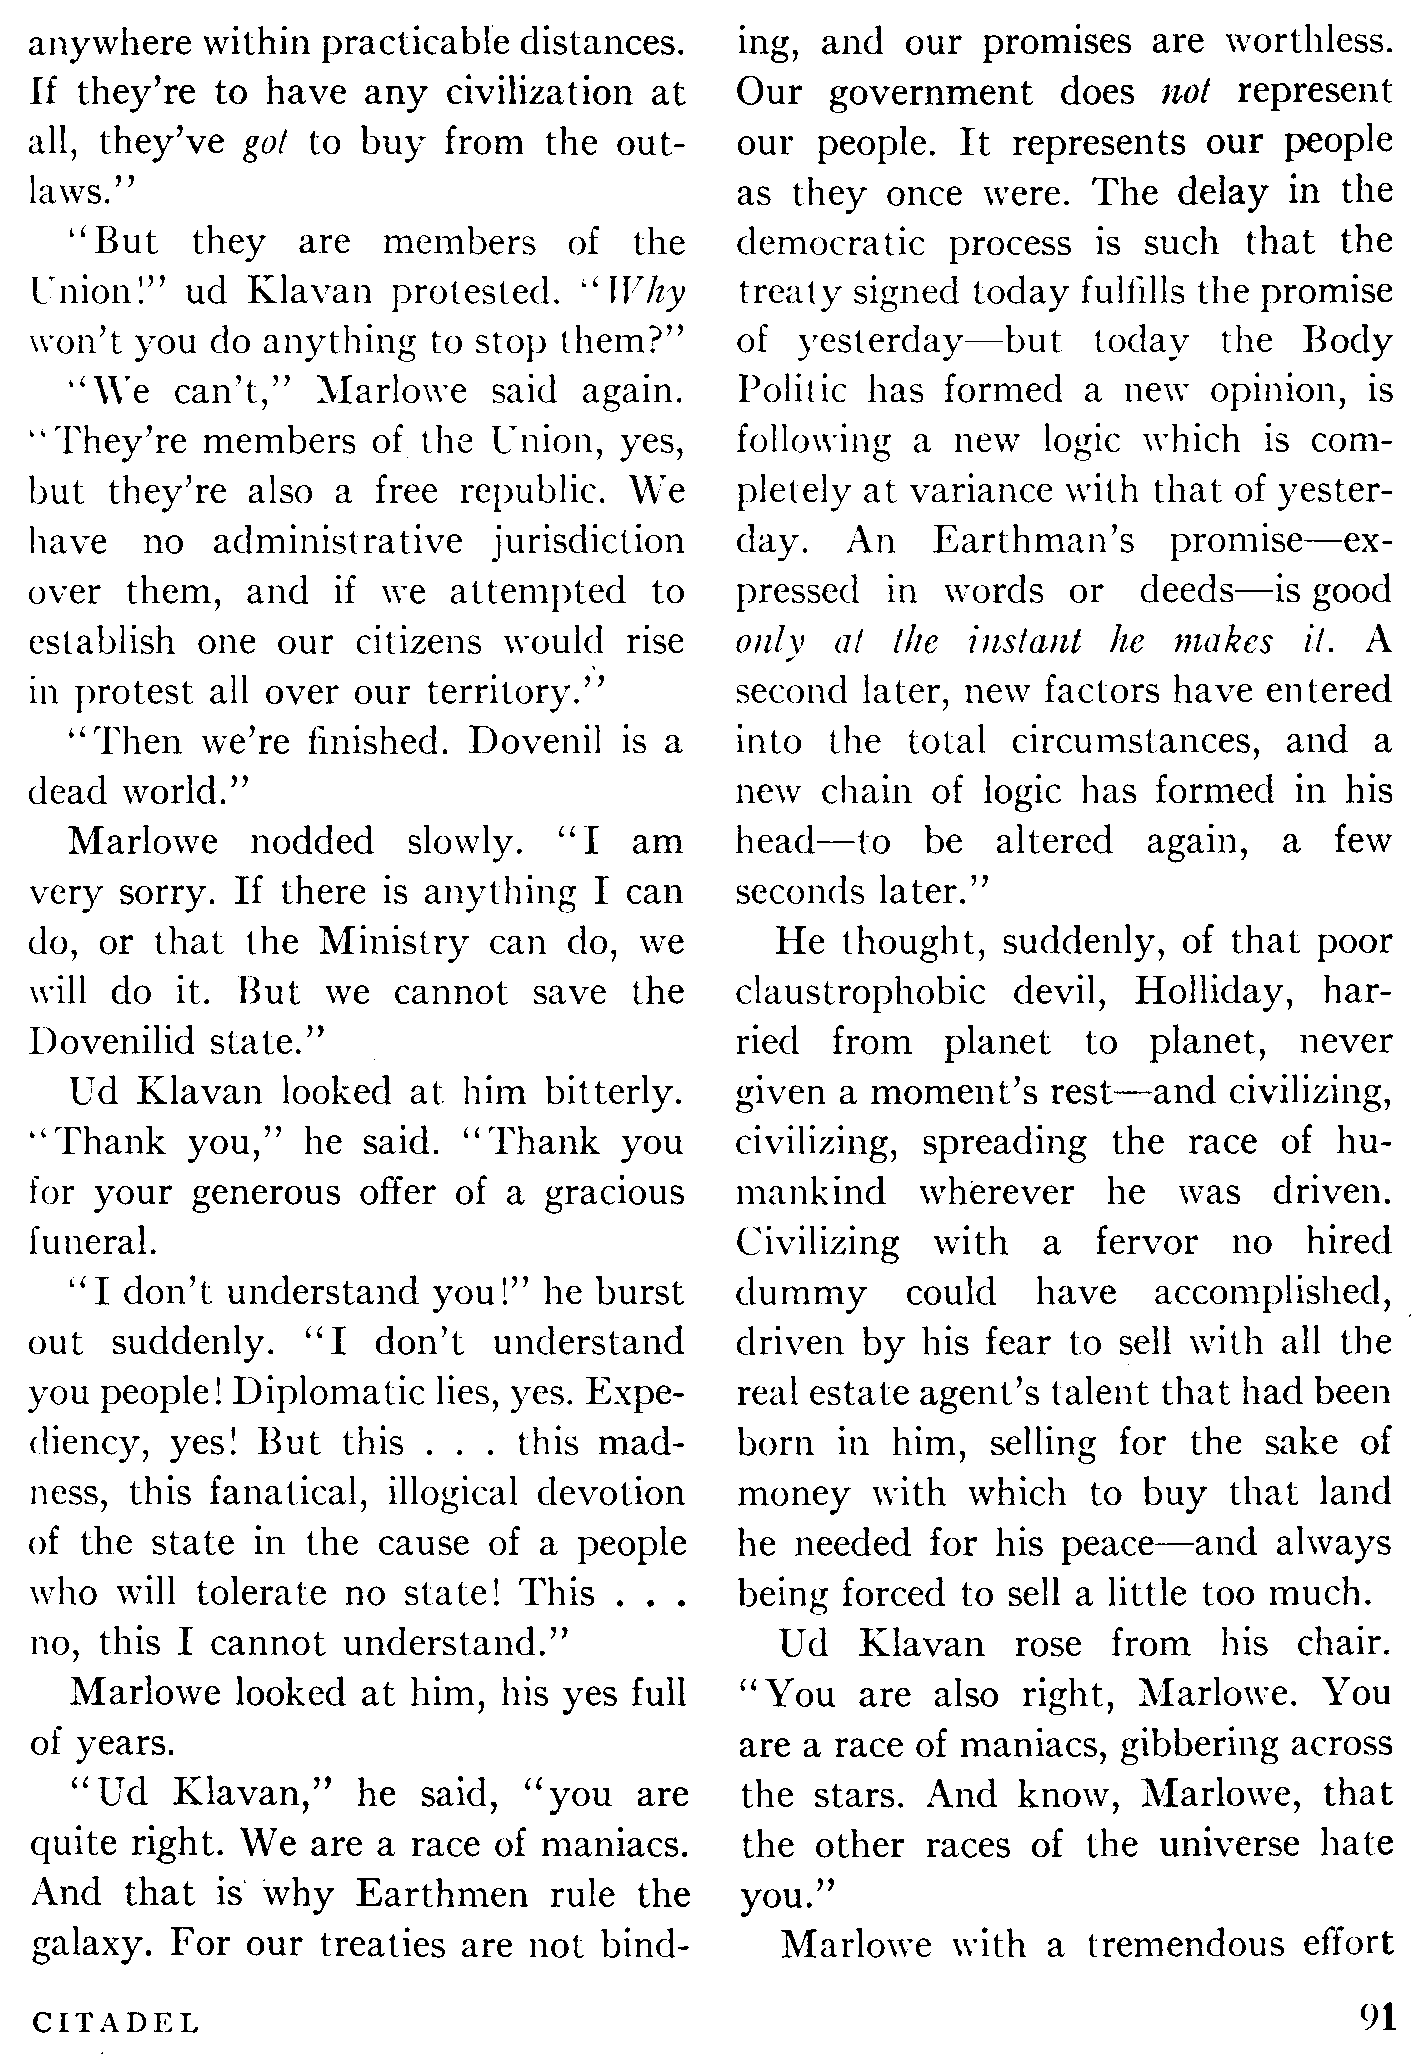 anywhere within practicable distances.
If they're to have any civilization at
all, they've got to buy from the out-
laws."
"But they are members of the
Union!" ud Klavan protested. "Why
won't you do anything to stop them?"
"We can't," Marlowe said again.
"They're members of the Union, yes,
but they're also a free republic. We
have no administrative jurisdiction
over them, and if we attempted to
establish one our citizens would rise
in protest all over our territory."
"Then we're finished. Dovenil is a
dead world."
Marlowe nodded slowly. "I am
very sorry. If there is anything I can
do, or that the Ministry can do, we
will do it. But we cannot save the
Dovenilid state."
Ud Klavan looked at him bitterly.
"Thank you," he said. "Thank you
for your generous offer of a gracious
funeral.
"I don't understand you!" he burst
out suddenly. "I don't understand
you people! Diplomatic lies, yes. Expe-
diency, yes! But this . . . this mad-
ness, this fanatical, illogical devotion
of the state in the cause of a people
who will tolerate no state! This . . .
no, this I cannot understand."
Marlowe looked at him, his yes full
of years.
"Ud Klavan," he said, "you are
quite right. We are a race of maniacs.
And that is why Earthmen rule the
galaxy. For our treaties are not bind-
ing, and our promises are worthless.
Our government does not represent
our people. It represents our people
as they once were. The delay in the
democratic process is such that the
treaty signed today fulfills the promise
of yesterday—but today the Body
Politic has formed a new opinion, is
following a new logic which is com-
pletely at variance with that of yester-
day. An Earthman's promise—ex-
pressed in words or deeds—is good
only at the instant he makes it. A
second later, new factors have entered
into the total circumstances, and a
new chain of logic has formed in his
head—to be altered again, a few
seconds later."
He thought, suddenly, of that poor
claustrophobic devil, Holliday, har-
ried from planet to planet, never
given a moment's rest—and civilizing,
civilizing, spreading the race of hu-
mankind wherever he was driven.
Civilizing with a fervor no hired
dummy could have accomplished,
driven by his fear to sell with all the
real estate agent's talent that had been
born in him, selling for the sake of
money with which to buy that land
he needed for his peace—and always
being forced to sell a little too much.
Ud Klavan rose from his chair.
"You are also right, Marlowe. You
are a race of maniacs, gibbering across
the stars. And know, Marlowe, that
the other races of the universe hate
you."
Marlowe with a tremendous effort
CITADEL
91